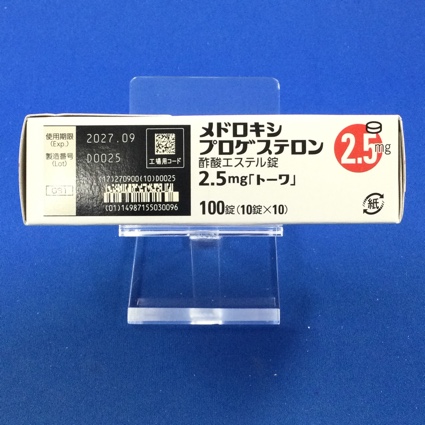 使用期限
(Exp.)
2027.09
製造番号
(Lot)
D0025
工場用コード
(17)270900(10)D0025
(01)14987155030096
メドロキシ
プロゲステロン
酢酸エステル錠
2.5mg「トーワ」
100錠(10錠×10)
2.5mg
紙